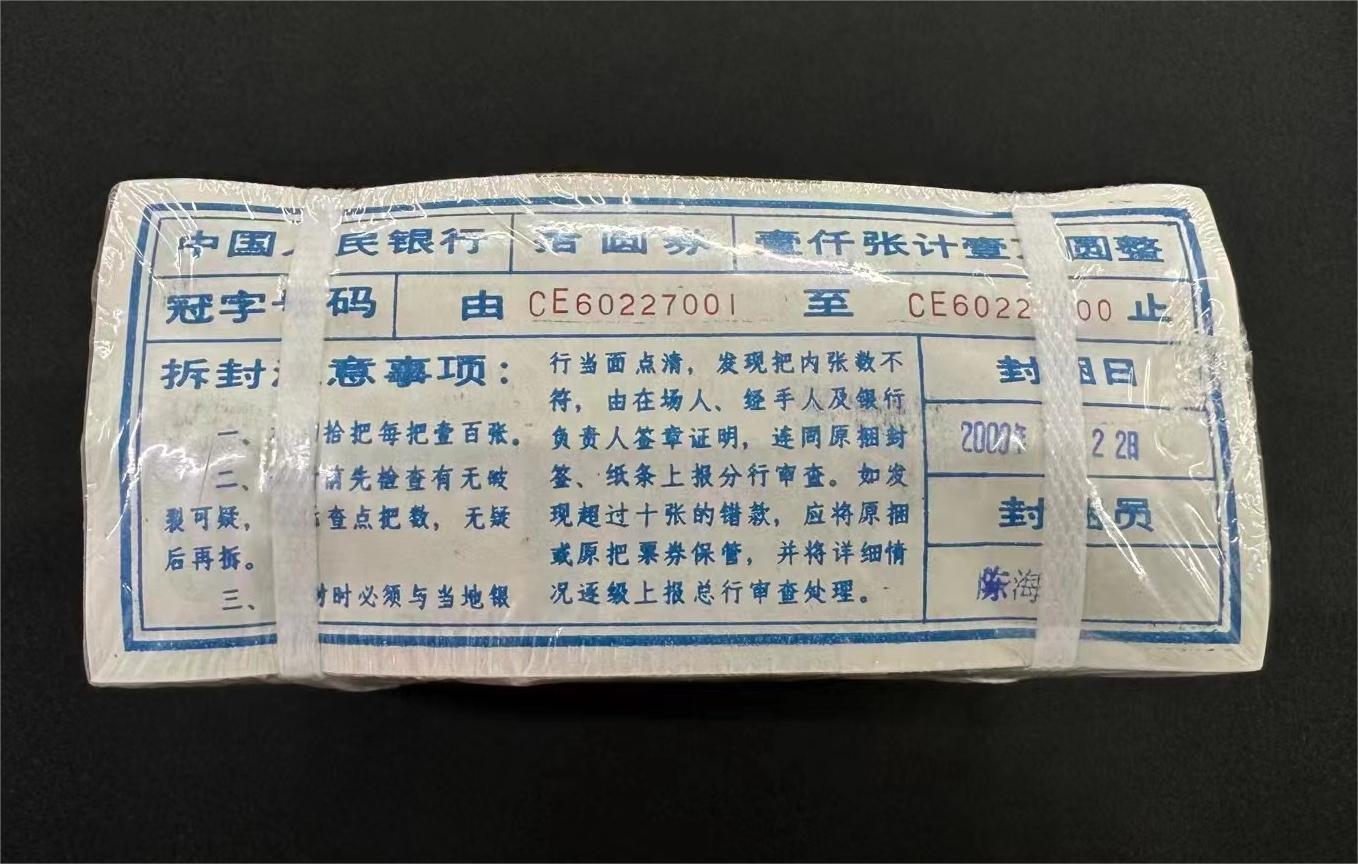 中国 民银行 拾圆券 壹仟张计壹 圆整
冠字 码 由 CE60227001 至 CE6022 00 止
拆封 意事项：
一、 拾把每把壹百张。
二、 前先检查有无破
裂可疑， 查点把数，无疑
后再拆。
三、 时必须与当地银
行当面点清，发现把内张数不
符，由在场人、经手人及银行
负责人签章证明，连同原捆封
签、纸条上报分行审查。如发
现超过十张的错款，应将原捆
或原把票券保管，并将详细情
况逐级上报总行审查处理。
封 日
2000年 22日
封 员
陈海